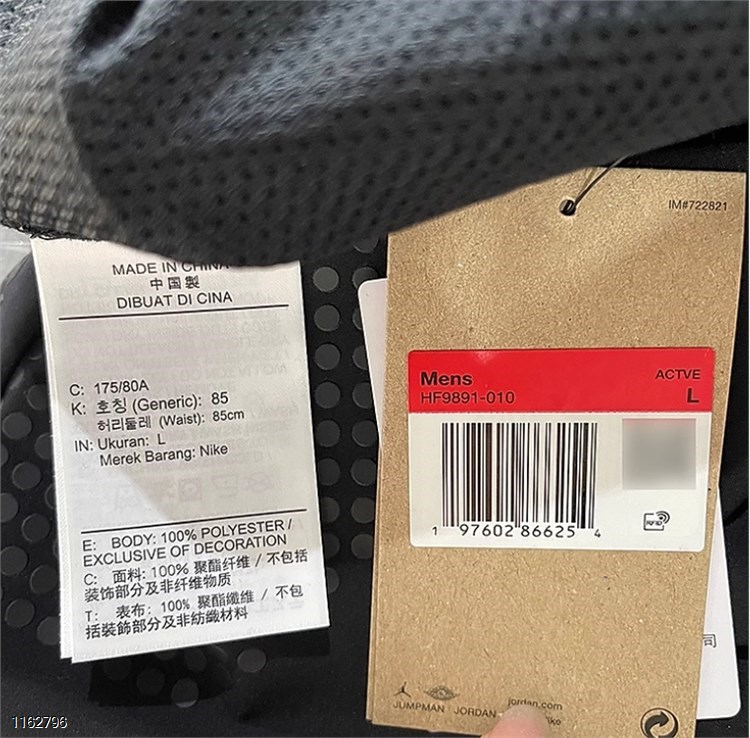 MADE IN CHINA
中国製
DIBUAT DI CINA
C: 175/80A
K: 호칭 (Generic): 85
허리둘레 (Waist): 85cm
IN: Ukuran: L
Merek Barang: Nike
E: BODY: 100% POLYESTER /
EXCLUSIVE OF DECORATION
C: 面料: 100% 聚酯纤维 / 不包括
装饰部分及非纤维物质
T: 表布: 100% 聚酯纖維 / 不包
括裝飾部分及非紡織材料
IM#722821
Mens
ACTVE
HF9891-010
L
1 97602 86625 4
RFID
司
jordan.com
JUMPMAN JORDAN
1162796